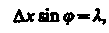 Δx sin φ = λ,